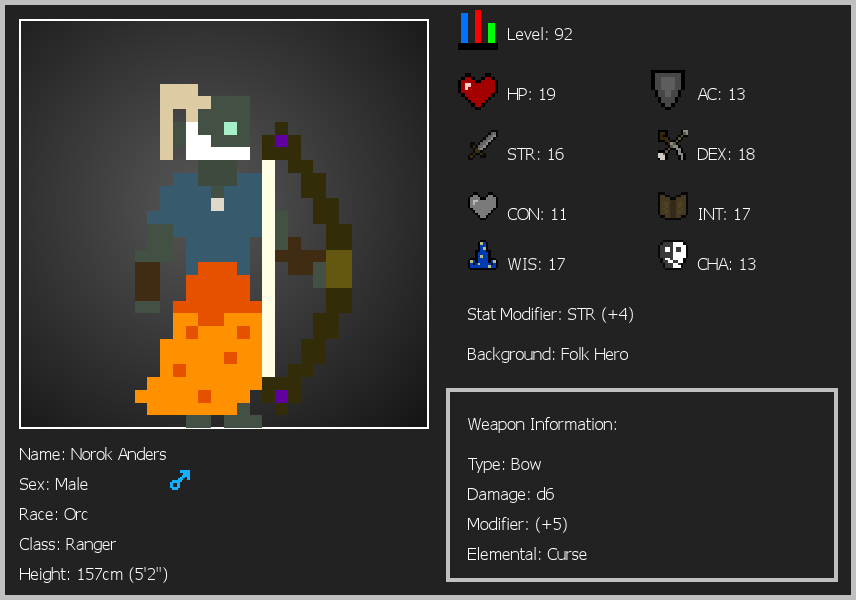 Level: 92
HP: 19
AC: 13
STR: 16
DEX: 18
CON: 11
INT: 17
WIS: 17
CHA: 13
Stat Modifier: STR (+4)
Background: Folk Hero
Weapon Information:
Type: Bow
Damage: d6
Modifier: (+5)
Elemental: Curse
Name: Norok Anders
Sex: Male
Race: Orc
Class: Ranger
Height: 157cm (5'2")